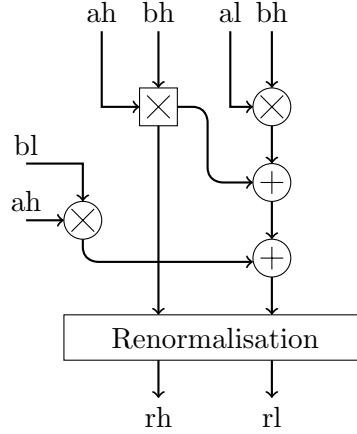 ah bh al bh
×
×
bl
+
ah
×
+
Renormalisation
rh rl